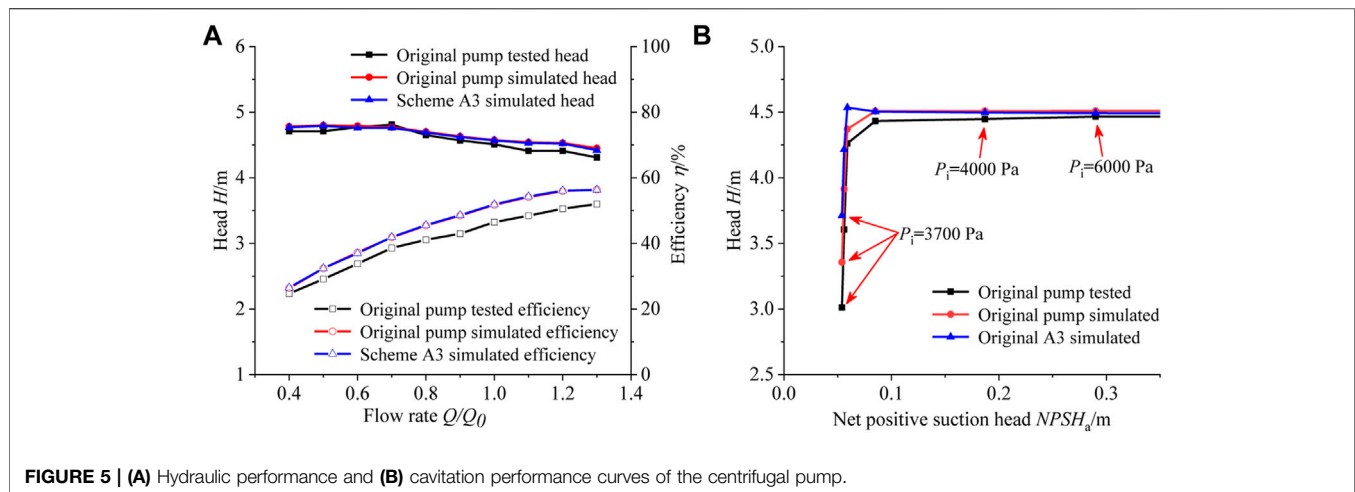 A
6
5
4
3
2
1
Head H/m
Original pump tested head
Original pump simulated head
Scheme A3 simulated head
Original pump tested efficiency
Original pump simulated efficiency
Scheme A3 simulated efficiency
100
80
60
40
20
0
Efficiency η/%
0.4 0.6 0.8 1.0 1.2 1.4
Flow rate Q/Q0
B
5.0
4.5
4.0
3.5
3.0
2.5
Head H/m
Pi=4000 Pa
Pi=6000 Pa
Pi=3700 Pa
Original pump tested
Original pump simulated
Original A3 simulated
0.0 0.1 0.2 0.3
Net positive suction head NPSHa/m
FIGURE 5 | (A) Hydraulic performance and (B) cavitation performance curves of the centrifugal pump.